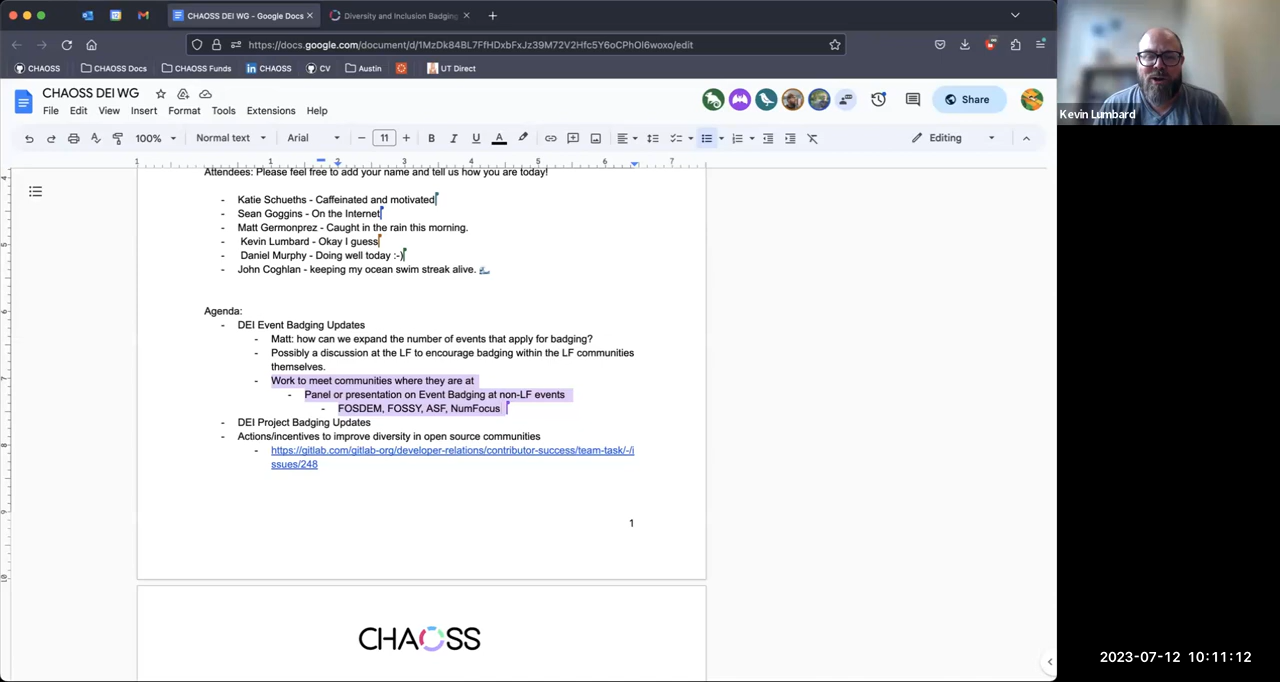 CHAOSS DEI WG - Google Docs
Diversity and Inclusion Badging
https://docs.google.com/document/d/1MzDk84BL7FfHDxbFxJz39M72V2Hfc5Y6oCPhOl6woxo/edit
CHAOSS
CHAOSS Docs
CHAOSS Funds
CHAOSS
CV
Austin
UT Direct
CHAOSS DEI WG
File Edit View Insert Format Tools Extensions Help
Share
100% Normal text Arial 11 Editing
1 1 2 3 4 5 6 7
Attendees: Please feel free to add your name and tell us how you are today!
- Katie Schueths - Caffeinated and motivated
- Sean Goggins - On the Internet
- Matt Germonprez - Caught in the rain this morning.
- Kevin Lumbard - Okay I guess
- Daniel Murphy - Doing well today :-)
- John Coghlan - keeping my ocean swim streak alive. 🏊
Agenda:
- DEI Event Badging Updates
- Matt: how can we expand the number of events that apply for badging?
- Possibly a discussion at the LF to encourage badging within the LF communities
themselves.
- Work to meet communities where they are at
- Panel or presentation on Event Badging at non-LF events
- FOSDEM, FOSSY, ASF, NumFocus
- DEI Project Badging Updates
- Actions/incentives to improve diversity in open source communities
- https://gitlab.com/gitlab-org/developer-relations/contributor-success/team-task/-/i
ssues/248
1
CHAOSS
Kevin Lumbard
2023-07-12 10:11:12